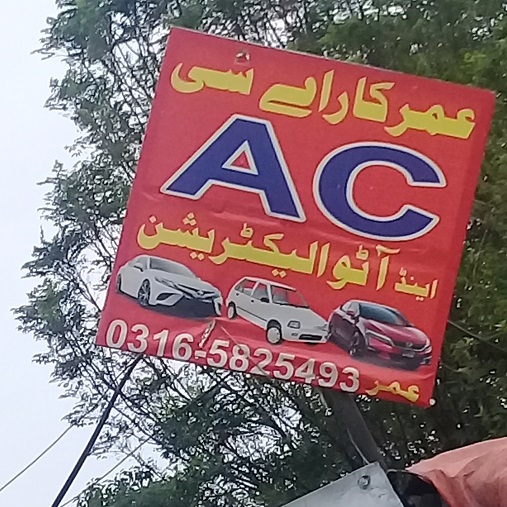 عمر کار اے سی
AC
اینڈ آٹو الیکٹریشن
0316-5825493 عمر